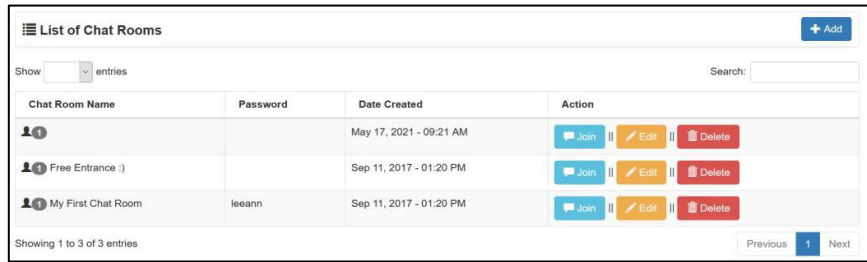 List of Chat Rooms
+ Add
Show entries
Search:
Chat Room Name Password Date Created Action
1 May 17, 2021 - 09:21 AM Join || Edit || Delete
1 Free Entrance :) Sep 11, 2017 - 01:20 PM Join || Edit || Delete
1 My First Chat Room leeann Sep 11, 2017 - 01:20 PM Join || Edit || Delete
Showing 1 to 3 of 3 entries
Previous 1 Next